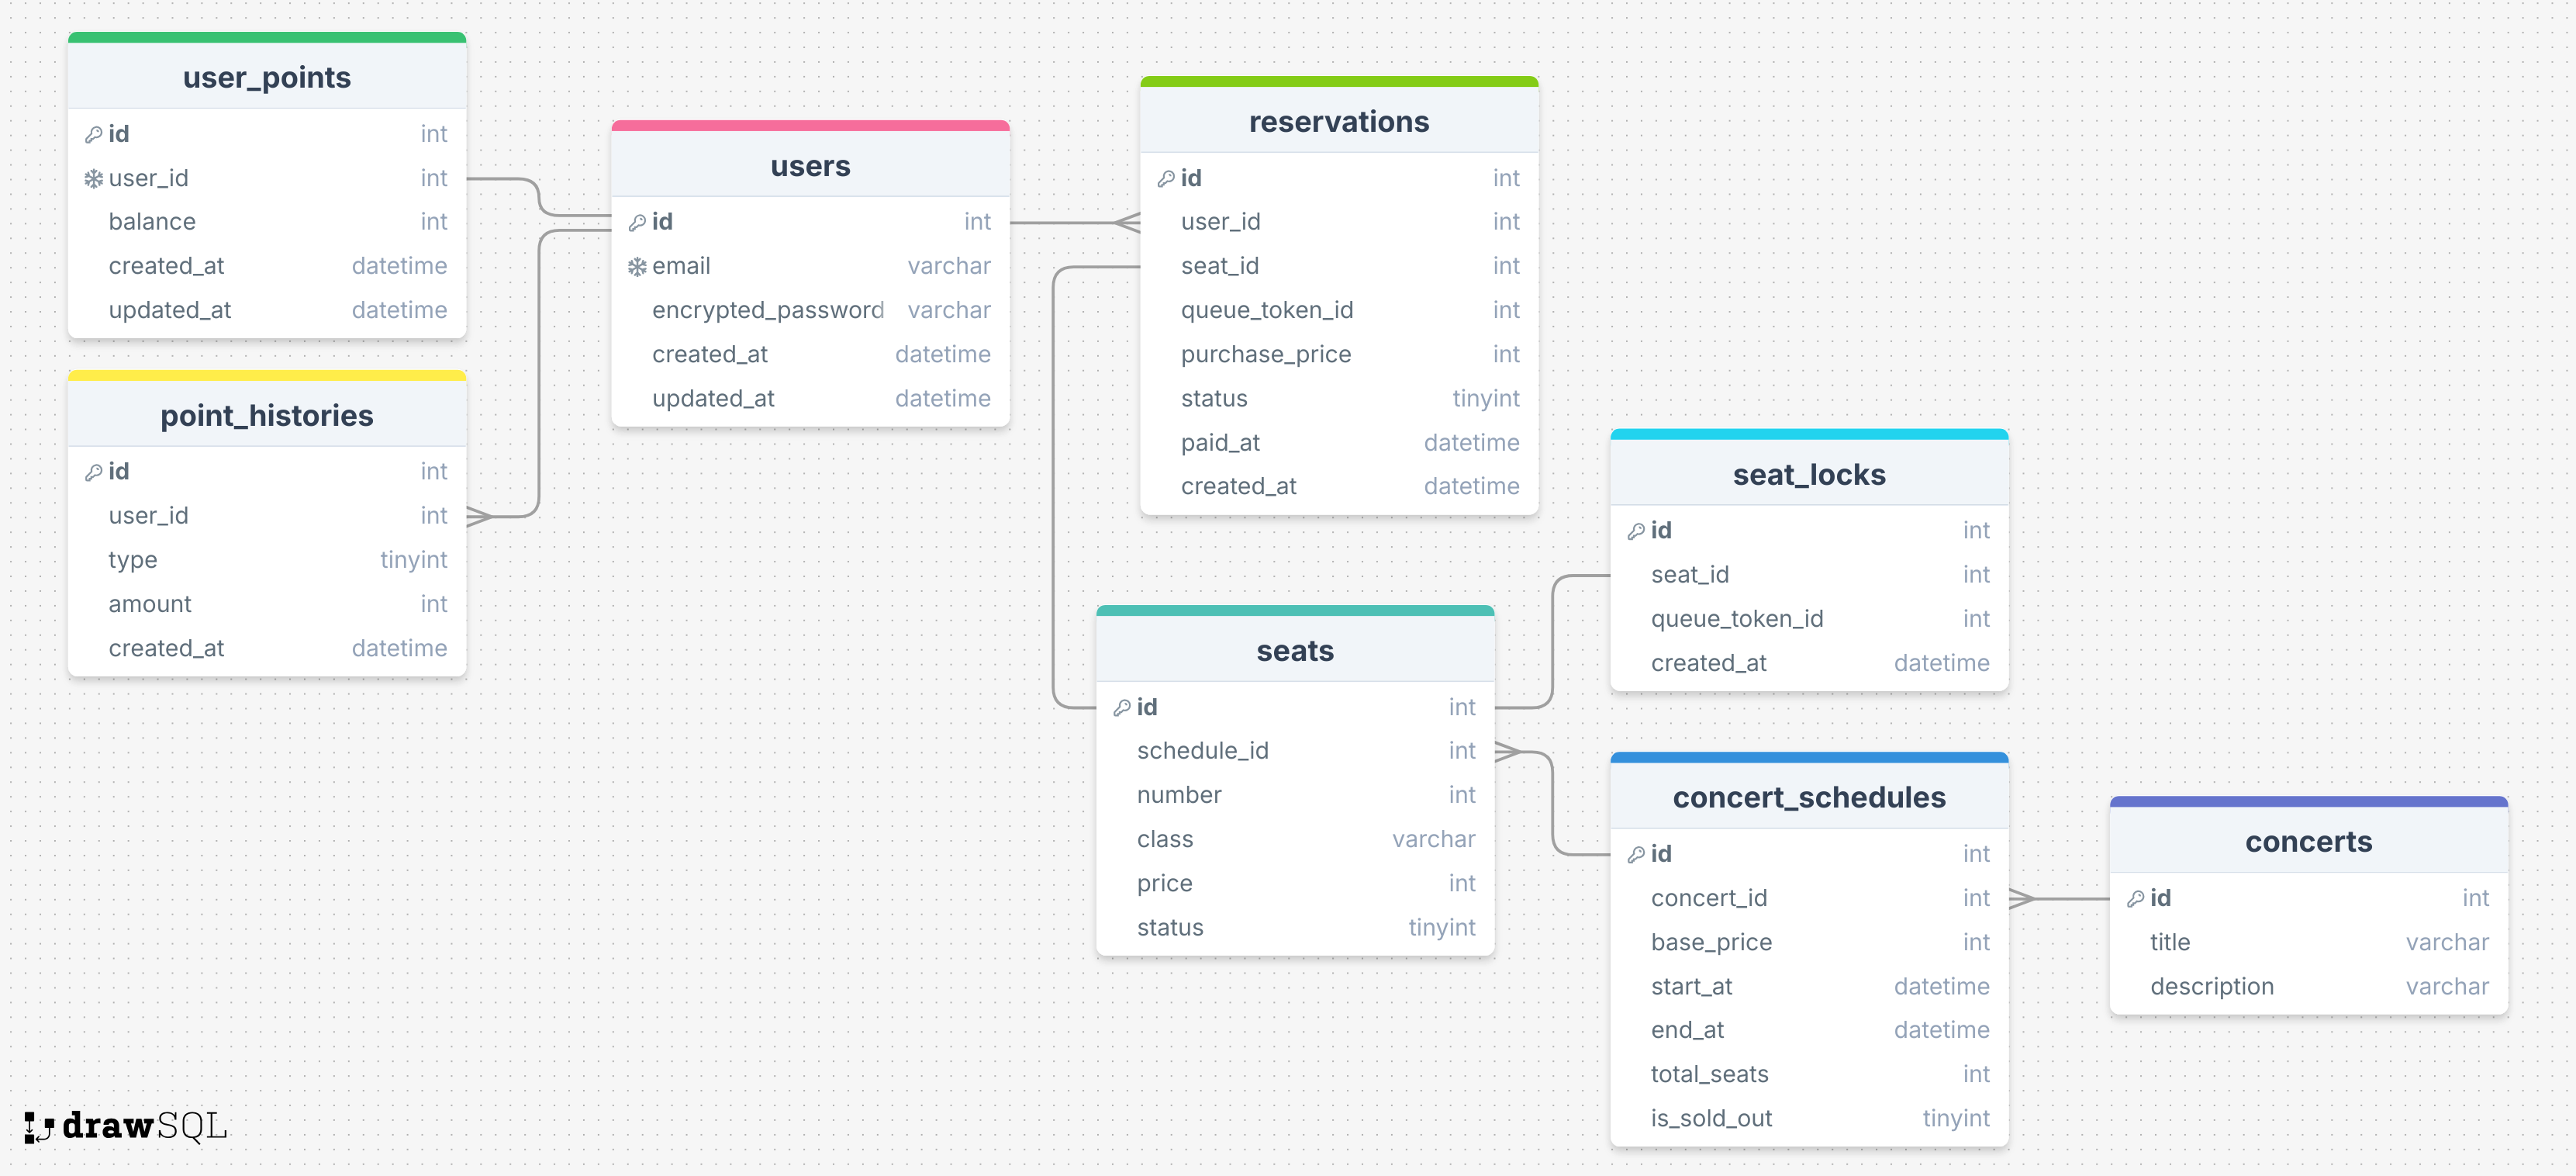 user_points
id int
user_id int
balance int
created_at datetime
updated_at datetime
point_histories
id int
user_id int
type tinyint
amount int
created_at datetime
users
id int
email varchar
encrypted_password varchar
created_at datetime
updated_at datetime
reservations
id int
user_id int
seat_id int
queue_token_id int
purchase_price int
status tinyint
paid_at datetime
created_at datetime
seats
id int
schedule_id int
number int
class varchar
price int
status tinyint
seat_locks
id int
seat_id int
queue_token_id int
created_at datetime
concert_schedules
id int
concert_id int
base_price int
start_at datetime
end_at datetime
total_seats int
is_sold_out tinyint
concerts
id int
title varchar
description varchar
drawSQL